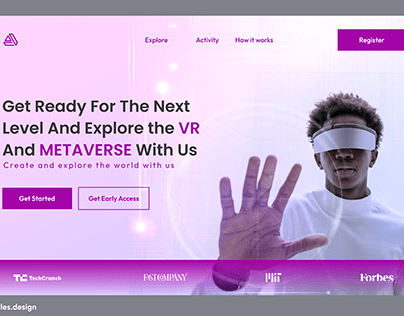 Explore
Activity
How it works
Register
Get Ready For The Next
Level And Explore the VR
And METAVERSE With Us
Create and explore the world with us
Get Started
Get Early Access
TC TechCrunch
FAST COMPANY
MIT
Forbes
les.design